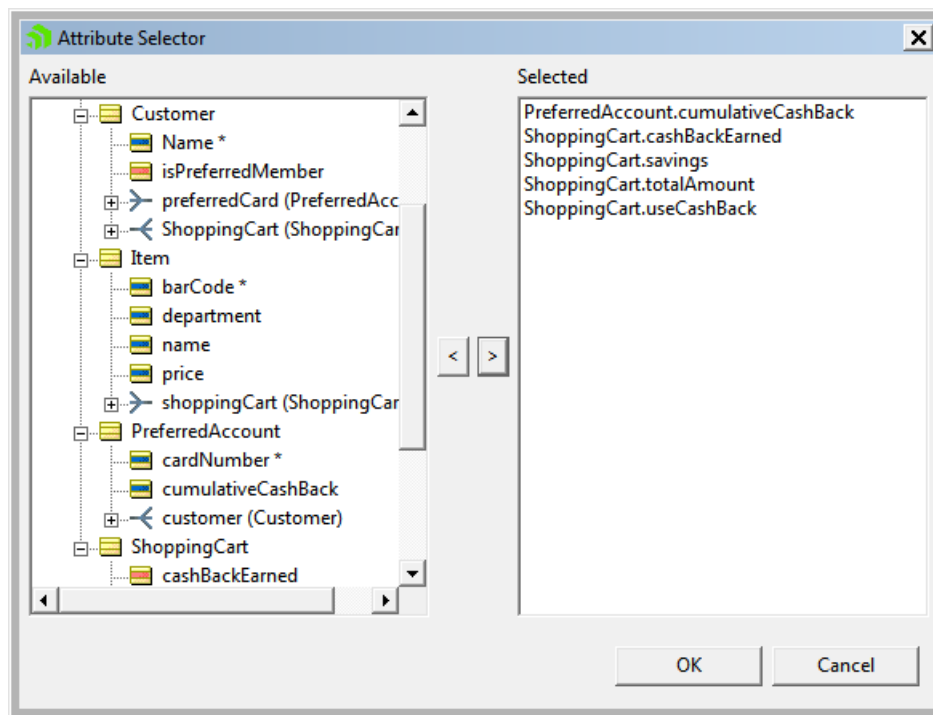 Attribute Selector
Available
Customer
Name *
isPreferredMember
preferredCard (PreferredAcc
ShoppingCart (ShoppingCar
Item
barCode *
department
name
price
shoppingCart (ShoppingCar
PreferredAccount
cardNumber *
cumulativeCashBack
customer (Customer)
ShoppingCart
cashBackEarned
< >
Selected
PreferredAccount.cumulativeCashBack
ShoppingCart.cashBackEarned
ShoppingCart.savings
ShoppingCart.totalAmount
ShoppingCart.useCashBack
OK Cancel